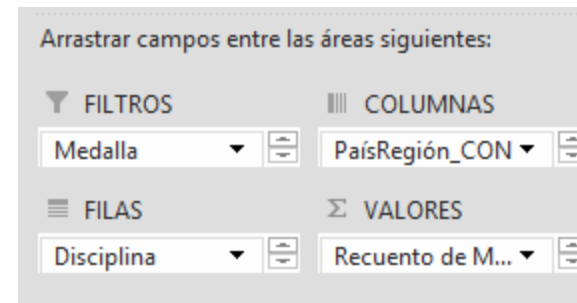 Arrastrar campos entre las áreas siguientes:
FILTROS
COLUMNAS
Medalla
PaísRegión_CON
FILAS
Σ VALORES
Disciplina
Recuento de M...